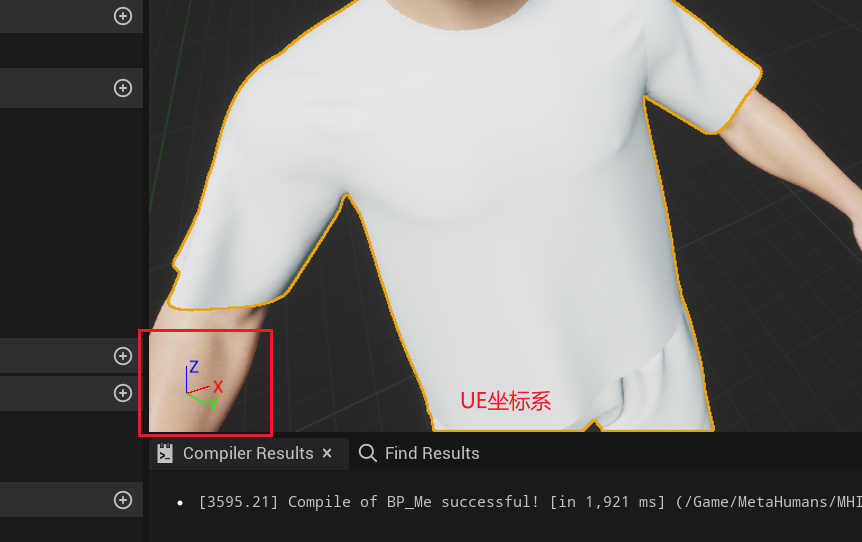 Z
X
Y
UE坐标系
Compiler Results ×
Find Results
• [3595.21] Compile of BP_Me successful! [in 1,921 ms] (/Game/MetaHumans/MHI